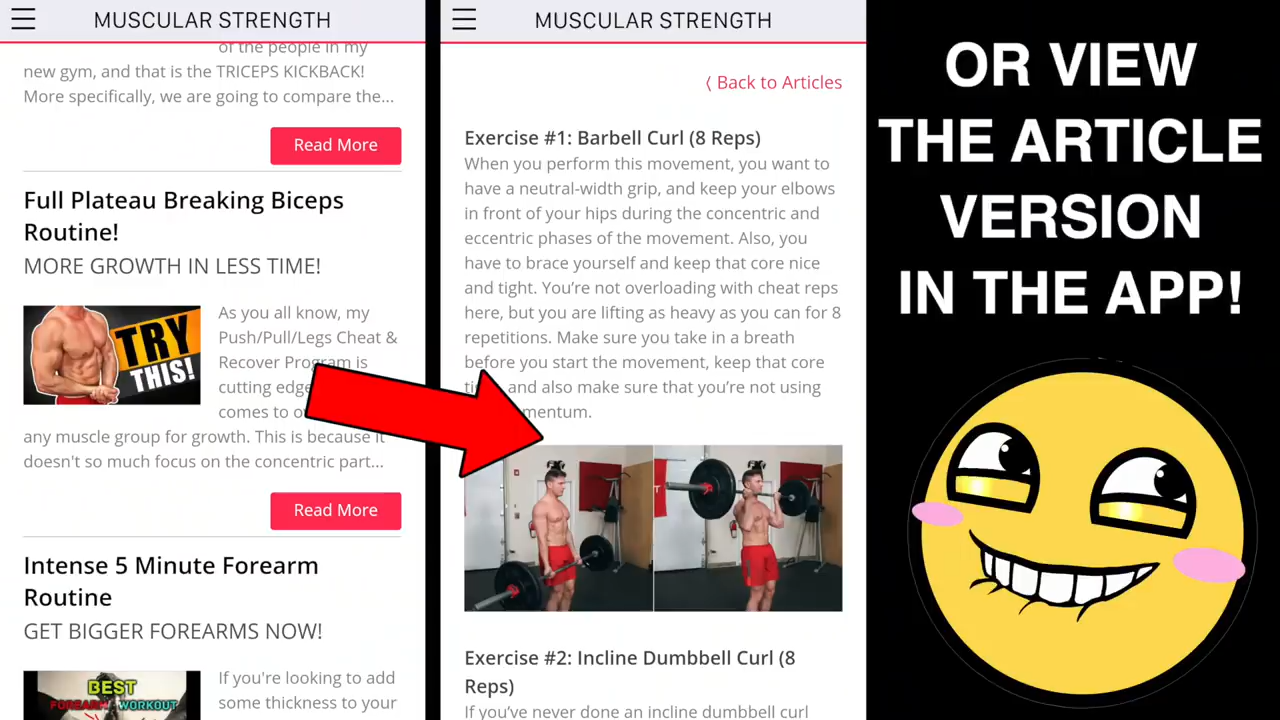 MUSCULAR STRENGTH
of the people in my
new gym, and that is the TRICEPS KICKBACK!
More specifically, we are going to compare the...
Read More
Full Plateau Breaking Biceps
Routine!
MORE GROWTH IN LESS TIME!
TRY
THIS!
As you all know, my
Push/Pull/Legs Cheat &
Recover Program is
cutting edge
comes to
any muscle group for growth. This is because it
doesn't so much focus on the concentric part...
Read More
Intense 5 Minute Forearm
Routine
GET BIGGER FOREARMS NOW!
BEST
FOREARM WORKOUT
If you're looking to add
some thickness to your
MUSCULAR STRENGTH
⟨ Back to Articles
Exercise #1: Barbell Curl (8 Reps)
When you perform this movement, you want to
have a neutral-width grip, and keep your elbows
in front of your hips during the concentric and
eccentric phases of the movement. Also, you
have to brace yourself and keep that core nice
and tight. You're not overloading with cheat reps
here, but you are lifting as heavy as you can for 8
repetitions. Make sure you take in a breath
before you start the movement, keep that core
and also make sure that you're not using
mentum.
Exercise #2: Incline Dumbbell Curl (8
Reps)
If you've never done an incline dumbbell curl
OR VIEW
THE ARTICLE
VERSION
IN THE APP!